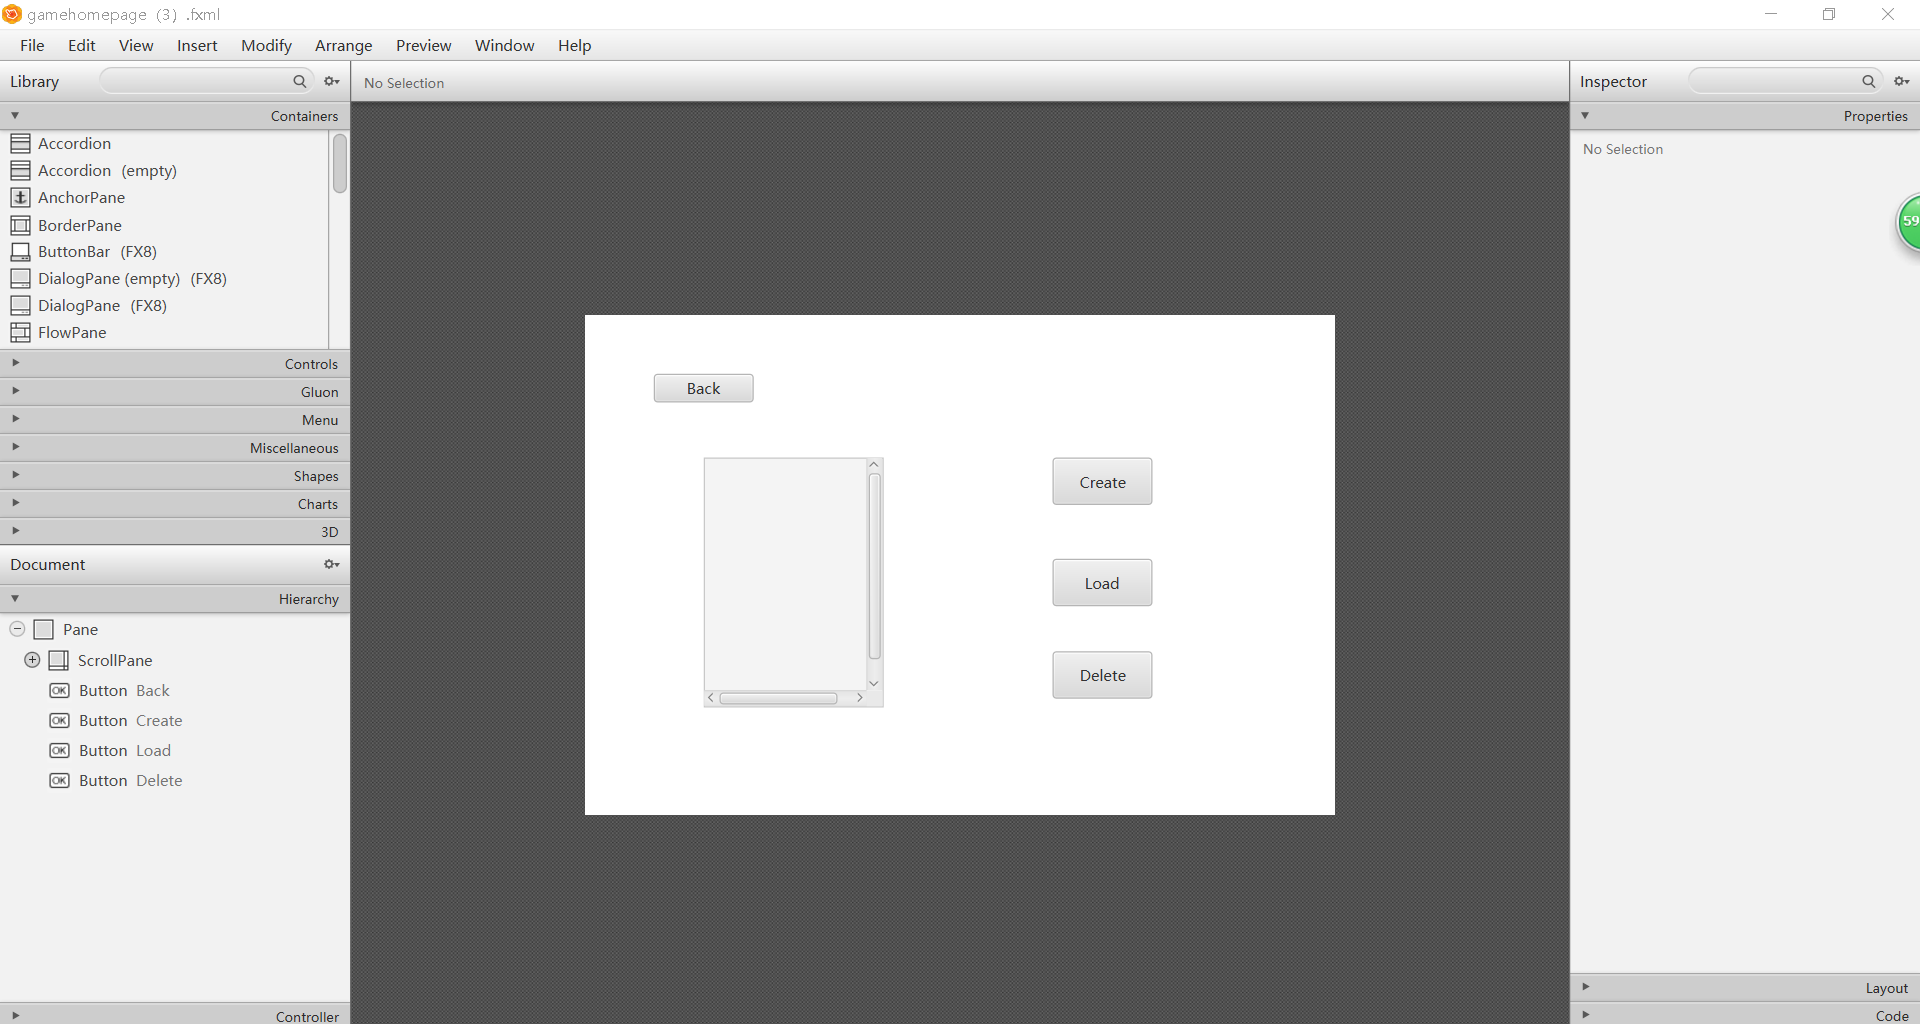 gamehomepage (3) .fxml
File Edit View Insert Modify Arrange Preview Window Help
Library
No Selection
Inspector
Containers
Properties
Accordion
No Selection
Accordion (empty)
AnchorPane
BorderPane
59
ButtonBar (FX8)
DialogPane (empty) (FX8)
DialogPane (FX8)
FlowPane
Controls
Gluon
Menu
Miscellaneous
Shapes
Charts
3D
Back
Create
Load
Delete
Document
Hierarchy
Pane
ScrollPane
Button Back
Button Create
Button Load
Button Delete
Controller
Layout
Code